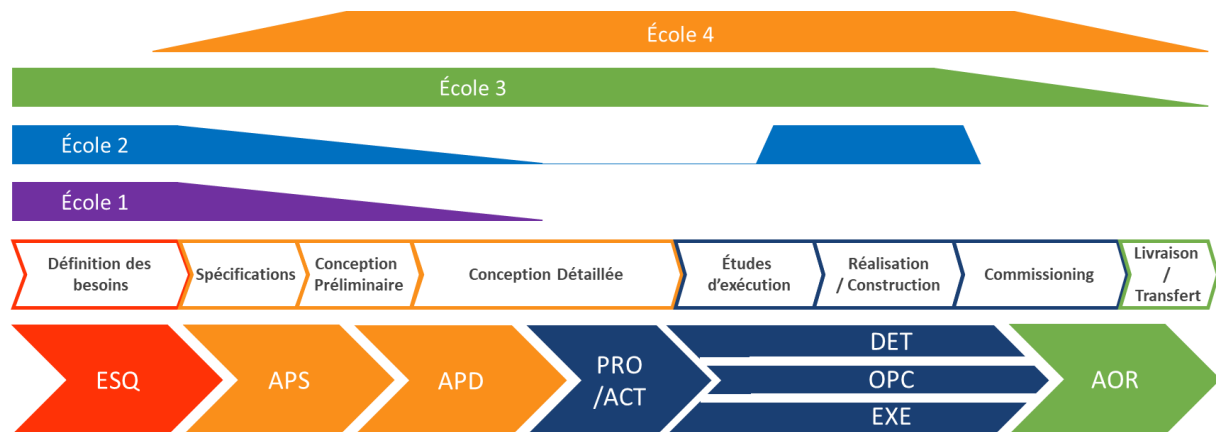 École 4
École 3
École 2
École 1
Définition des
besoins
Spécifications
Conception
Préliminaire
Conception Détaillée
Études
d'exécution
Réalisation
/ Construction
Commissioning
Livraison
/
Transfert
ESQ
APS
APD
PRO
/ACT
DET
OPC
EXE
AOR